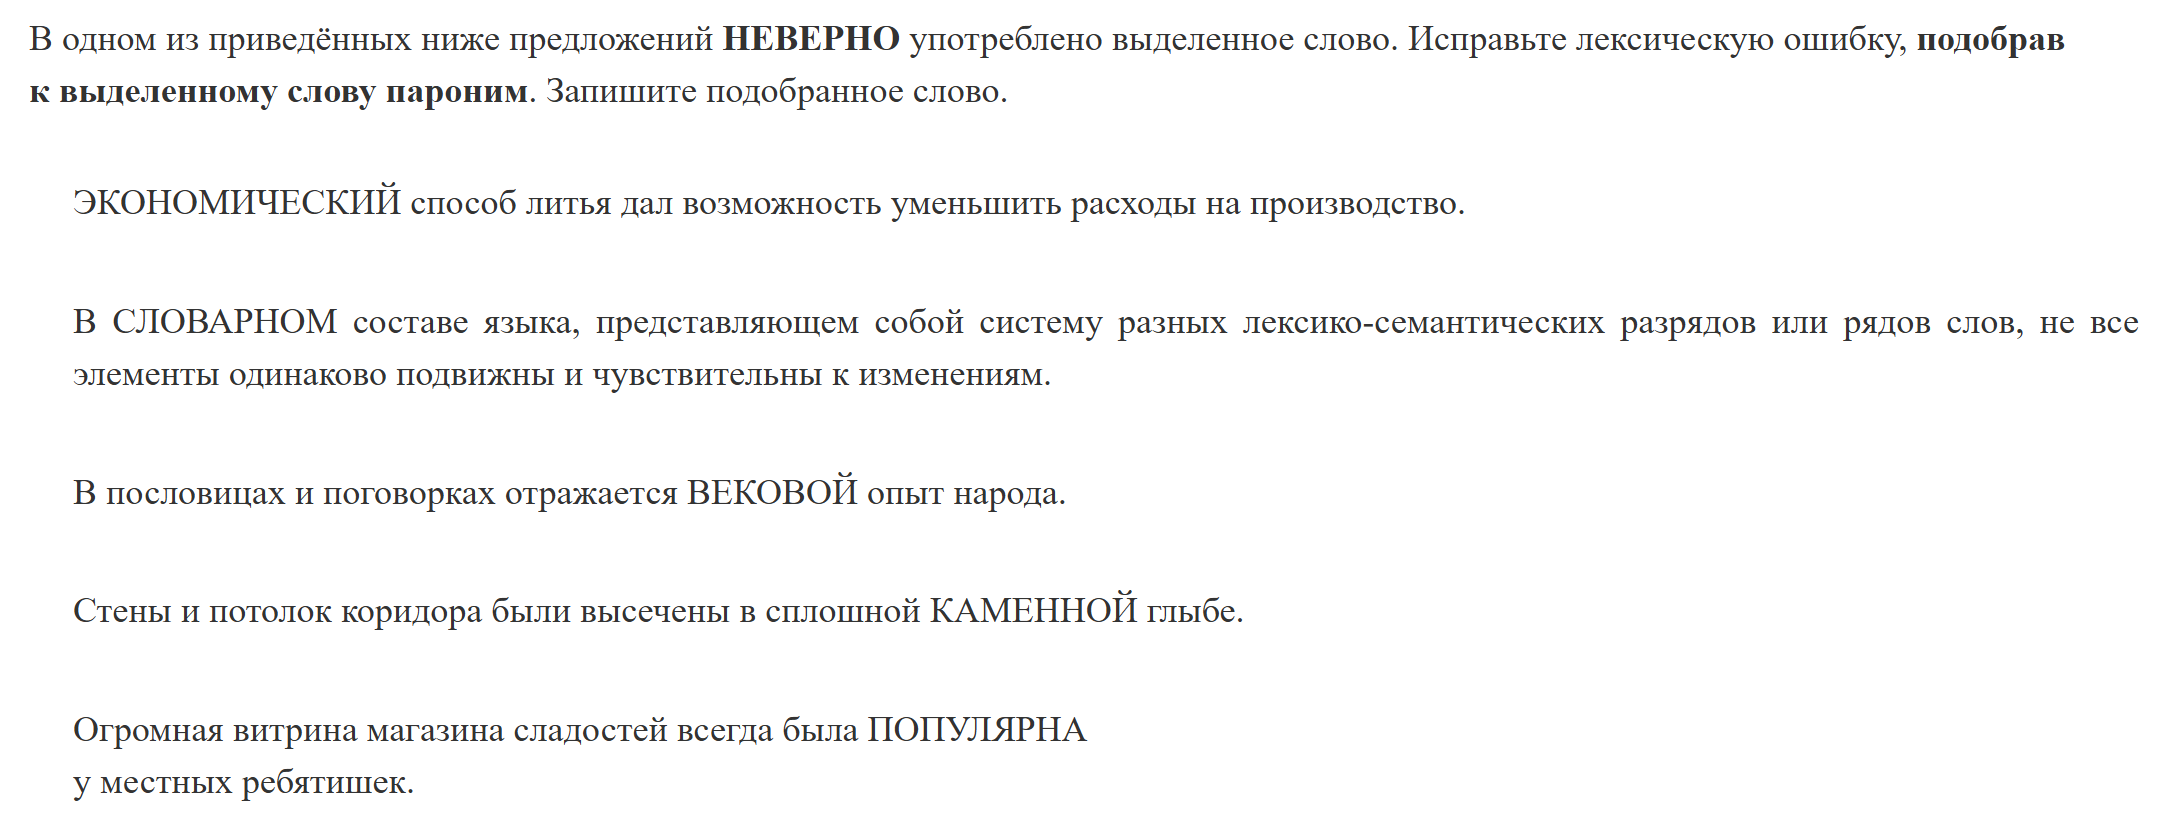 В одном из приведённых ниже предложений НЕВЕРНО употреблено выделенное слово. Исправьте лексическую ошибку, подобрав
к выделенному слову пароним. Запишите подобранное слово.
ЭКОНОМИЧЕСКИЙ способ литья дал возможность уменьшить расходы на производство.
В СЛОВАРНОМ составе языка, представляющем собой систему разных лексико-семантических разрядов или рядов слов, не все
элементы одинаково подвижны и чувствительны к изменениям.
В пословицах и поговорках отражается ВЕКОВОЙ опыт народа.
Стены и потолок коридора были высечены в сплошной КАМЕННОЙ глыбе.
Огромная витрина магазина сладостей всегда была ПОПУЛЯРНА
у местных ребятишек.